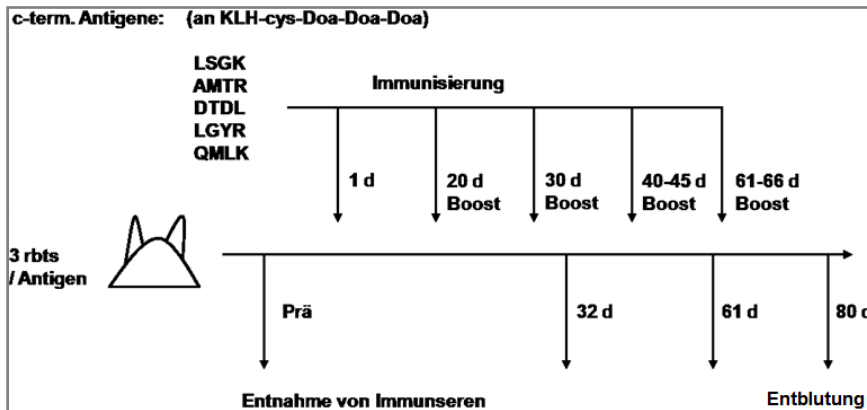 c-term. Antigene: (an KLH-cys-Doa-Doa-Doa)
LSGK
AMTR
DTDL
LGYR
QMLK
Immunisierung
1 d
20 d
Boost
30 d
Boost
40-45 d
Boost
61-66 d
Boost
3 rbts
/ Antigen
Prä
32 d
61 d
80 d
Entnahme von Immunseren
Entblutung